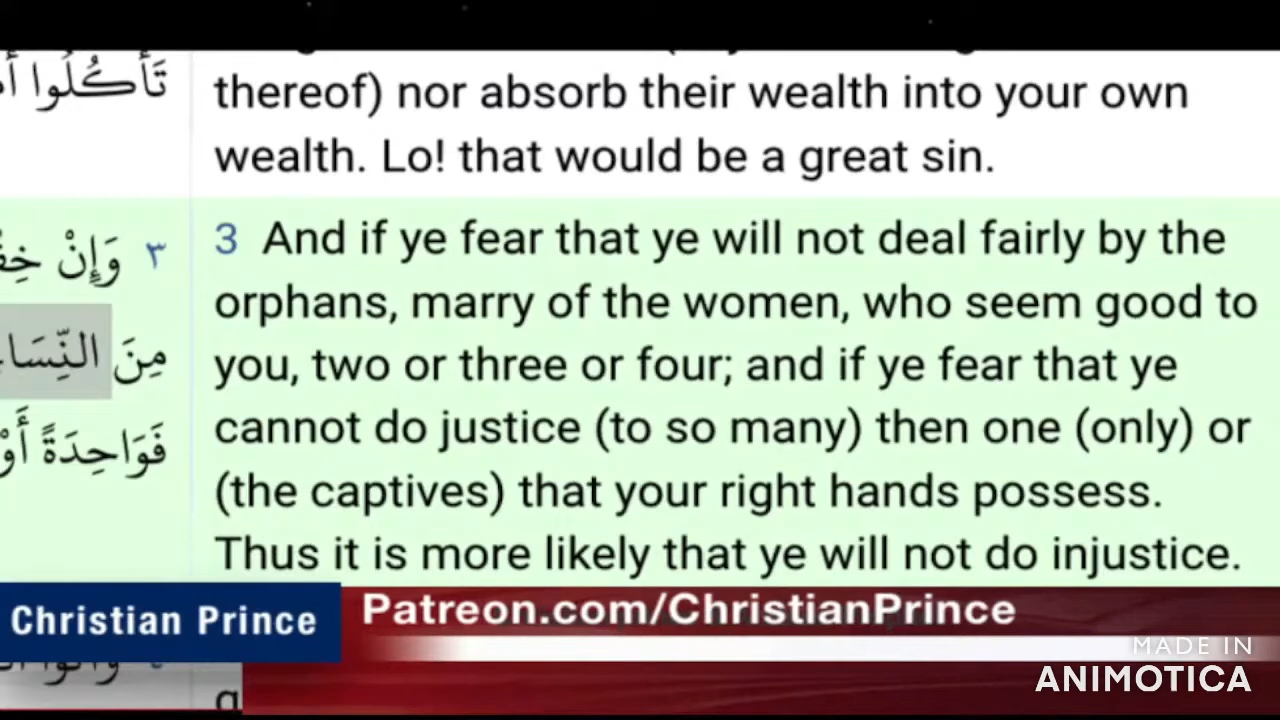 تَأْكُلُوا
thereof) nor absorb their wealth into your own
wealth. Lo! that would be a great sin.
٣ وَإِنْ
3 And if ye fear that ye will not deal fairly by the
orphans, marry of the women, who seem good to
مِنَ
you, two or three or four; and if ye fear that ye
cannot do justice (to so many) then one (only) or
فَوَاحِدَةً أَوْ
(the captives) that your right hands possess.
Thus it is more likely that ye will not do injustice.
Christian Prince
Patreon.com/ChristianPrince
MADE IN
ANIMOTICA